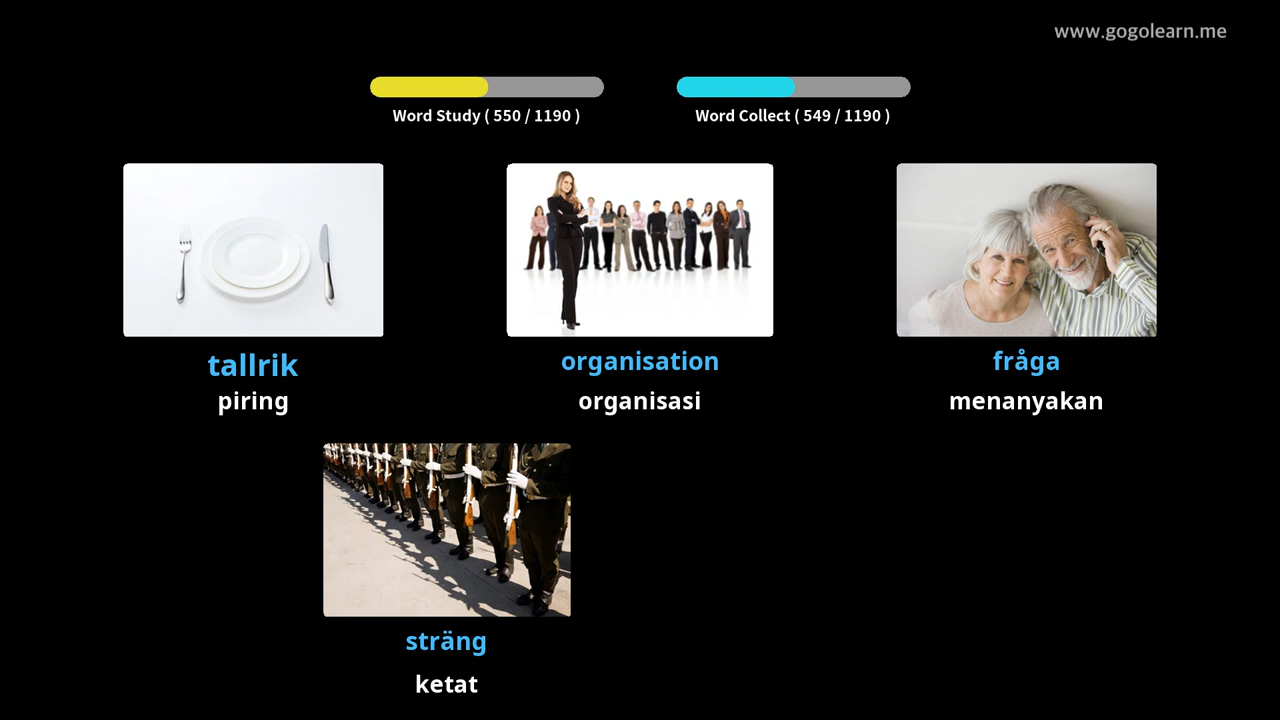 www.gogolearn.me
Word Study ( 550 / 1190 )
Word Collect ( 549 / 1190 )
tallrik
piring
organisation
organisasi
fråga
menanyakan
sträng
ketat